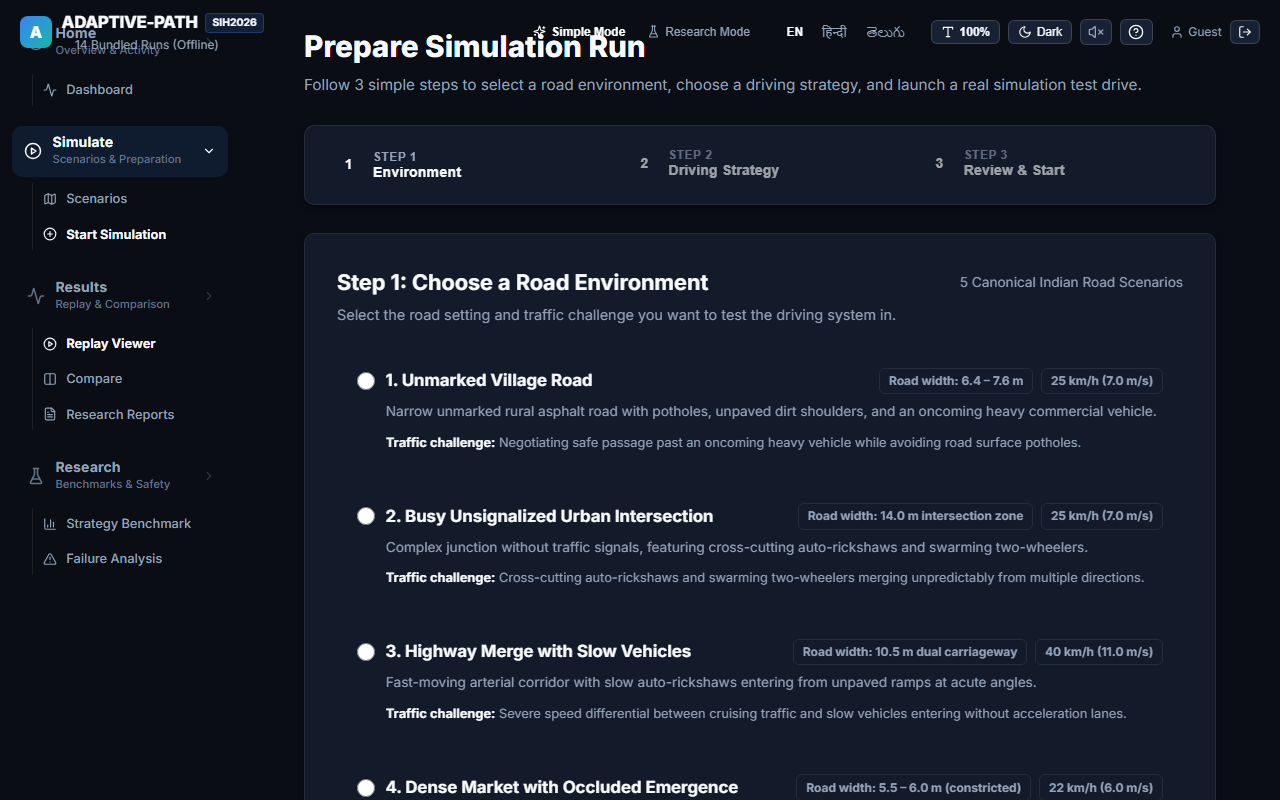 A ADAPTIVE-PATH SIH2026
Home
14 Bundled Runs (Offline)
Overview & Activity
Simple Mode Research Mode EN हिन्दी తెలుగు 100% Dark Guest
Dashboard
Simulate
Scenarios & Preparation
Scenarios
Start Simulation
Results
Replay & Comparison
Replay Viewer
Compare
Research Reports
Research
Benchmarks & Safety
Strategy Benchmark
Failure Analysis
Prepare Simulation Run
Follow 3 simple steps to select a road environment, choose a driving strategy, and launch a real simulation test drive.
1 STEP 1
Environment
2 STEP 2
Driving Strategy
3 STEP 3
Review & Start
Step 1: Choose a Road Environment 5 Canonical Indian Road Scenarios
Select the road setting and traffic challenge you want to test the driving system in.
1. Unmarked Village Road Road width: 6.4 – 7.6 m 25 km/h (7.0 m/s)
Narrow unmarked rural asphalt road with potholes, unpaved dirt shoulders, and an oncoming heavy commercial vehicle.
Traffic challenge: Negotiating safe passage past an oncoming heavy vehicle while avoiding road surface potholes.
2. Busy Unsignalized Urban Intersection Road width: 14.0 m intersection zone 25 km/h (7.0 m/s)
Complex junction without traffic signals, featuring cross-cutting auto-rickshaws and swarming two-wheelers.
Traffic challenge: Cross-cutting auto-rickshaws and swarming two-wheelers merging unpredictably from multiple directions.
3. Highway Merge with Slow Vehicles Road width: 10.5 m dual carriageway 40 km/h (11.0 m/s)
Fast-moving arterial corridor with slow auto-rickshaws entering from unpaved ramps at acute angles.
Traffic challenge: Severe speed differential between cruising traffic and slow vehicles entering without acceleration lanes.
4. Dense Market with Occluded Emergence Road width: 5.5 – 6.0 m (constricted) 22 km/h (6.0 m/s)